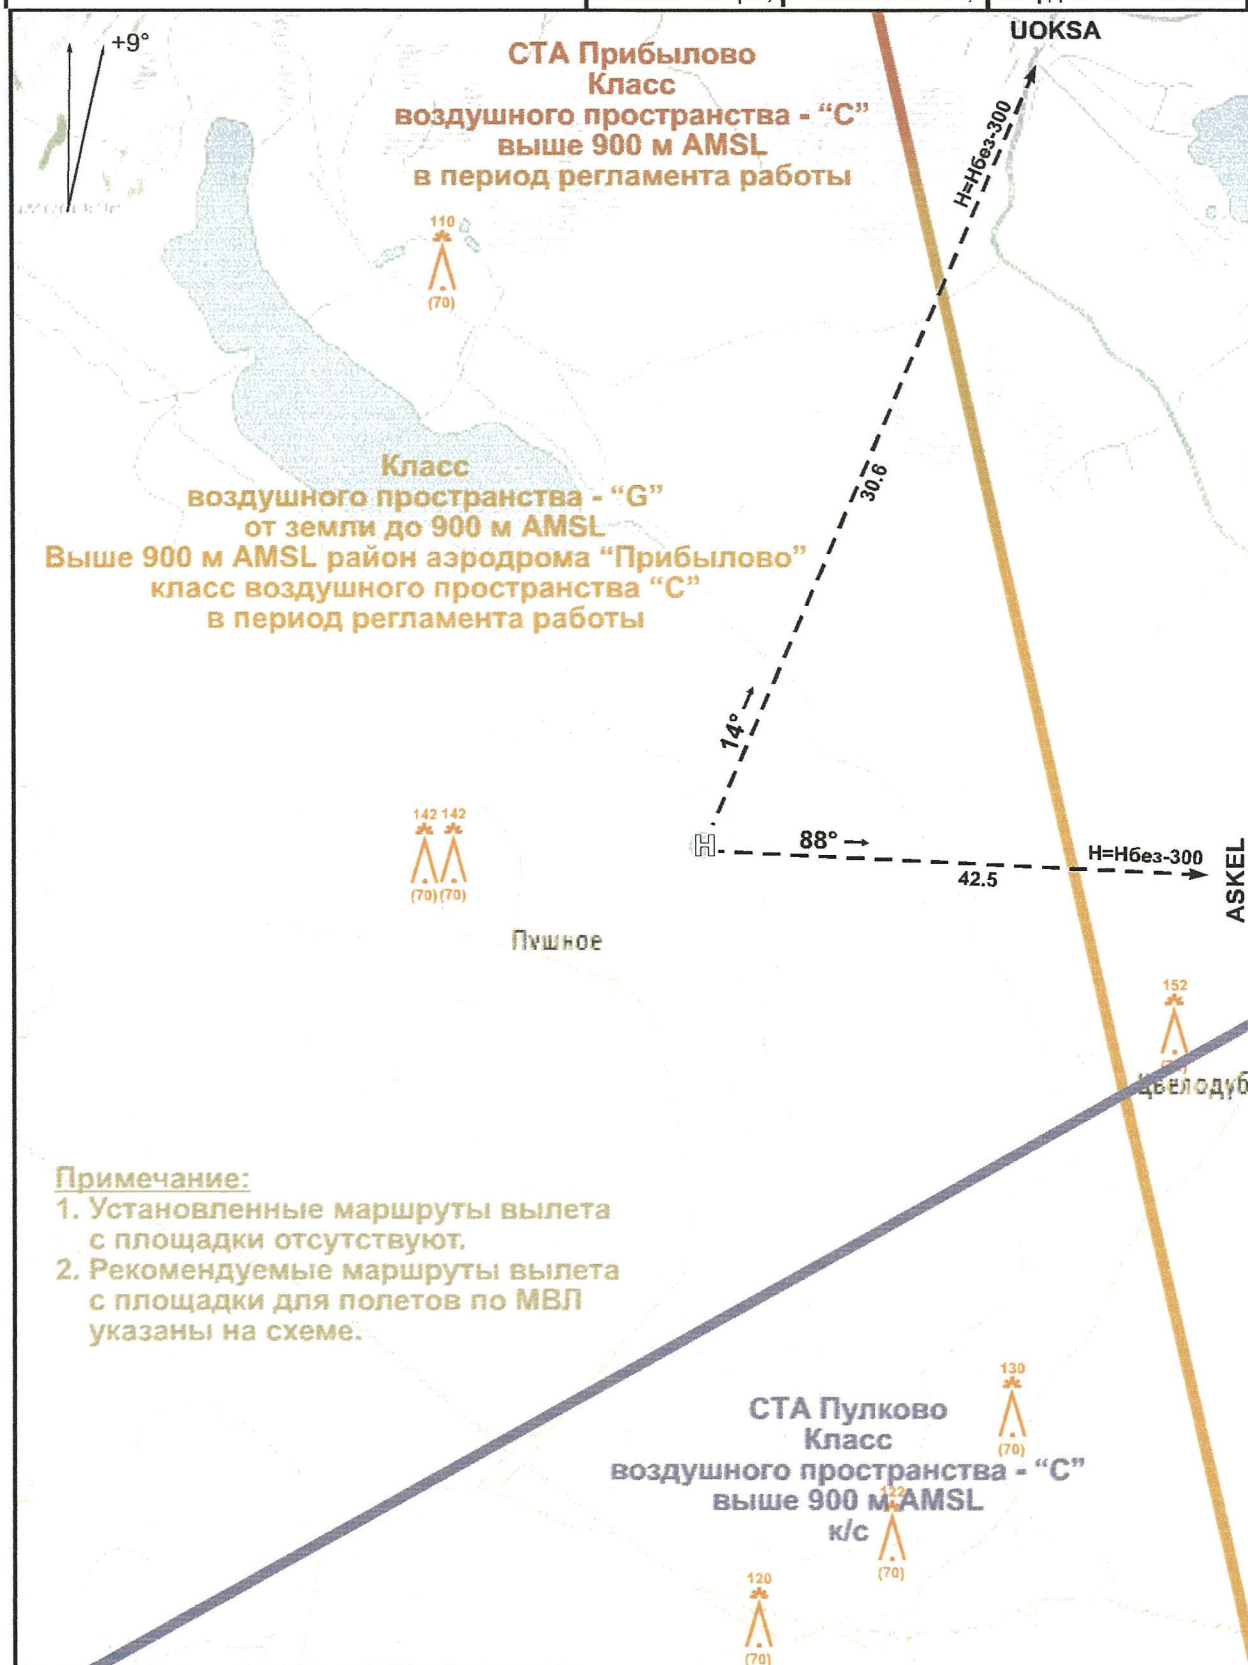 UOKSA
+9°
СТА Прибылово
Класс
воздушного пространства - “С”
выше 900 м AMSL
в период регламента работы
Н=Нбез-300
110
(70)
30.6
Класс
воздушного пространства - “G”
от земли до 900 м AMSL
Выше 900 м AMSL район аэродрома “Прибылово”
класс воздушного пространства “С”
в период регламента работы
14°
142 142
(70) (70)
H
88°
42.5
Н=Нбез-300
ASKEL
Пушное
152
Цвелодуб
Примечание:
1. Установленные маршруты вылета
с площадки отсутствуют.
2. Рекомендуемые маршруты вылета
с площадки для полетов по МВЛ
указаны на схеме.
130
(70)
СТА Пулково
Класс
воздушного пространства - “С”
выше 900 м AMSL
к/с
122
(70)
120
(70)